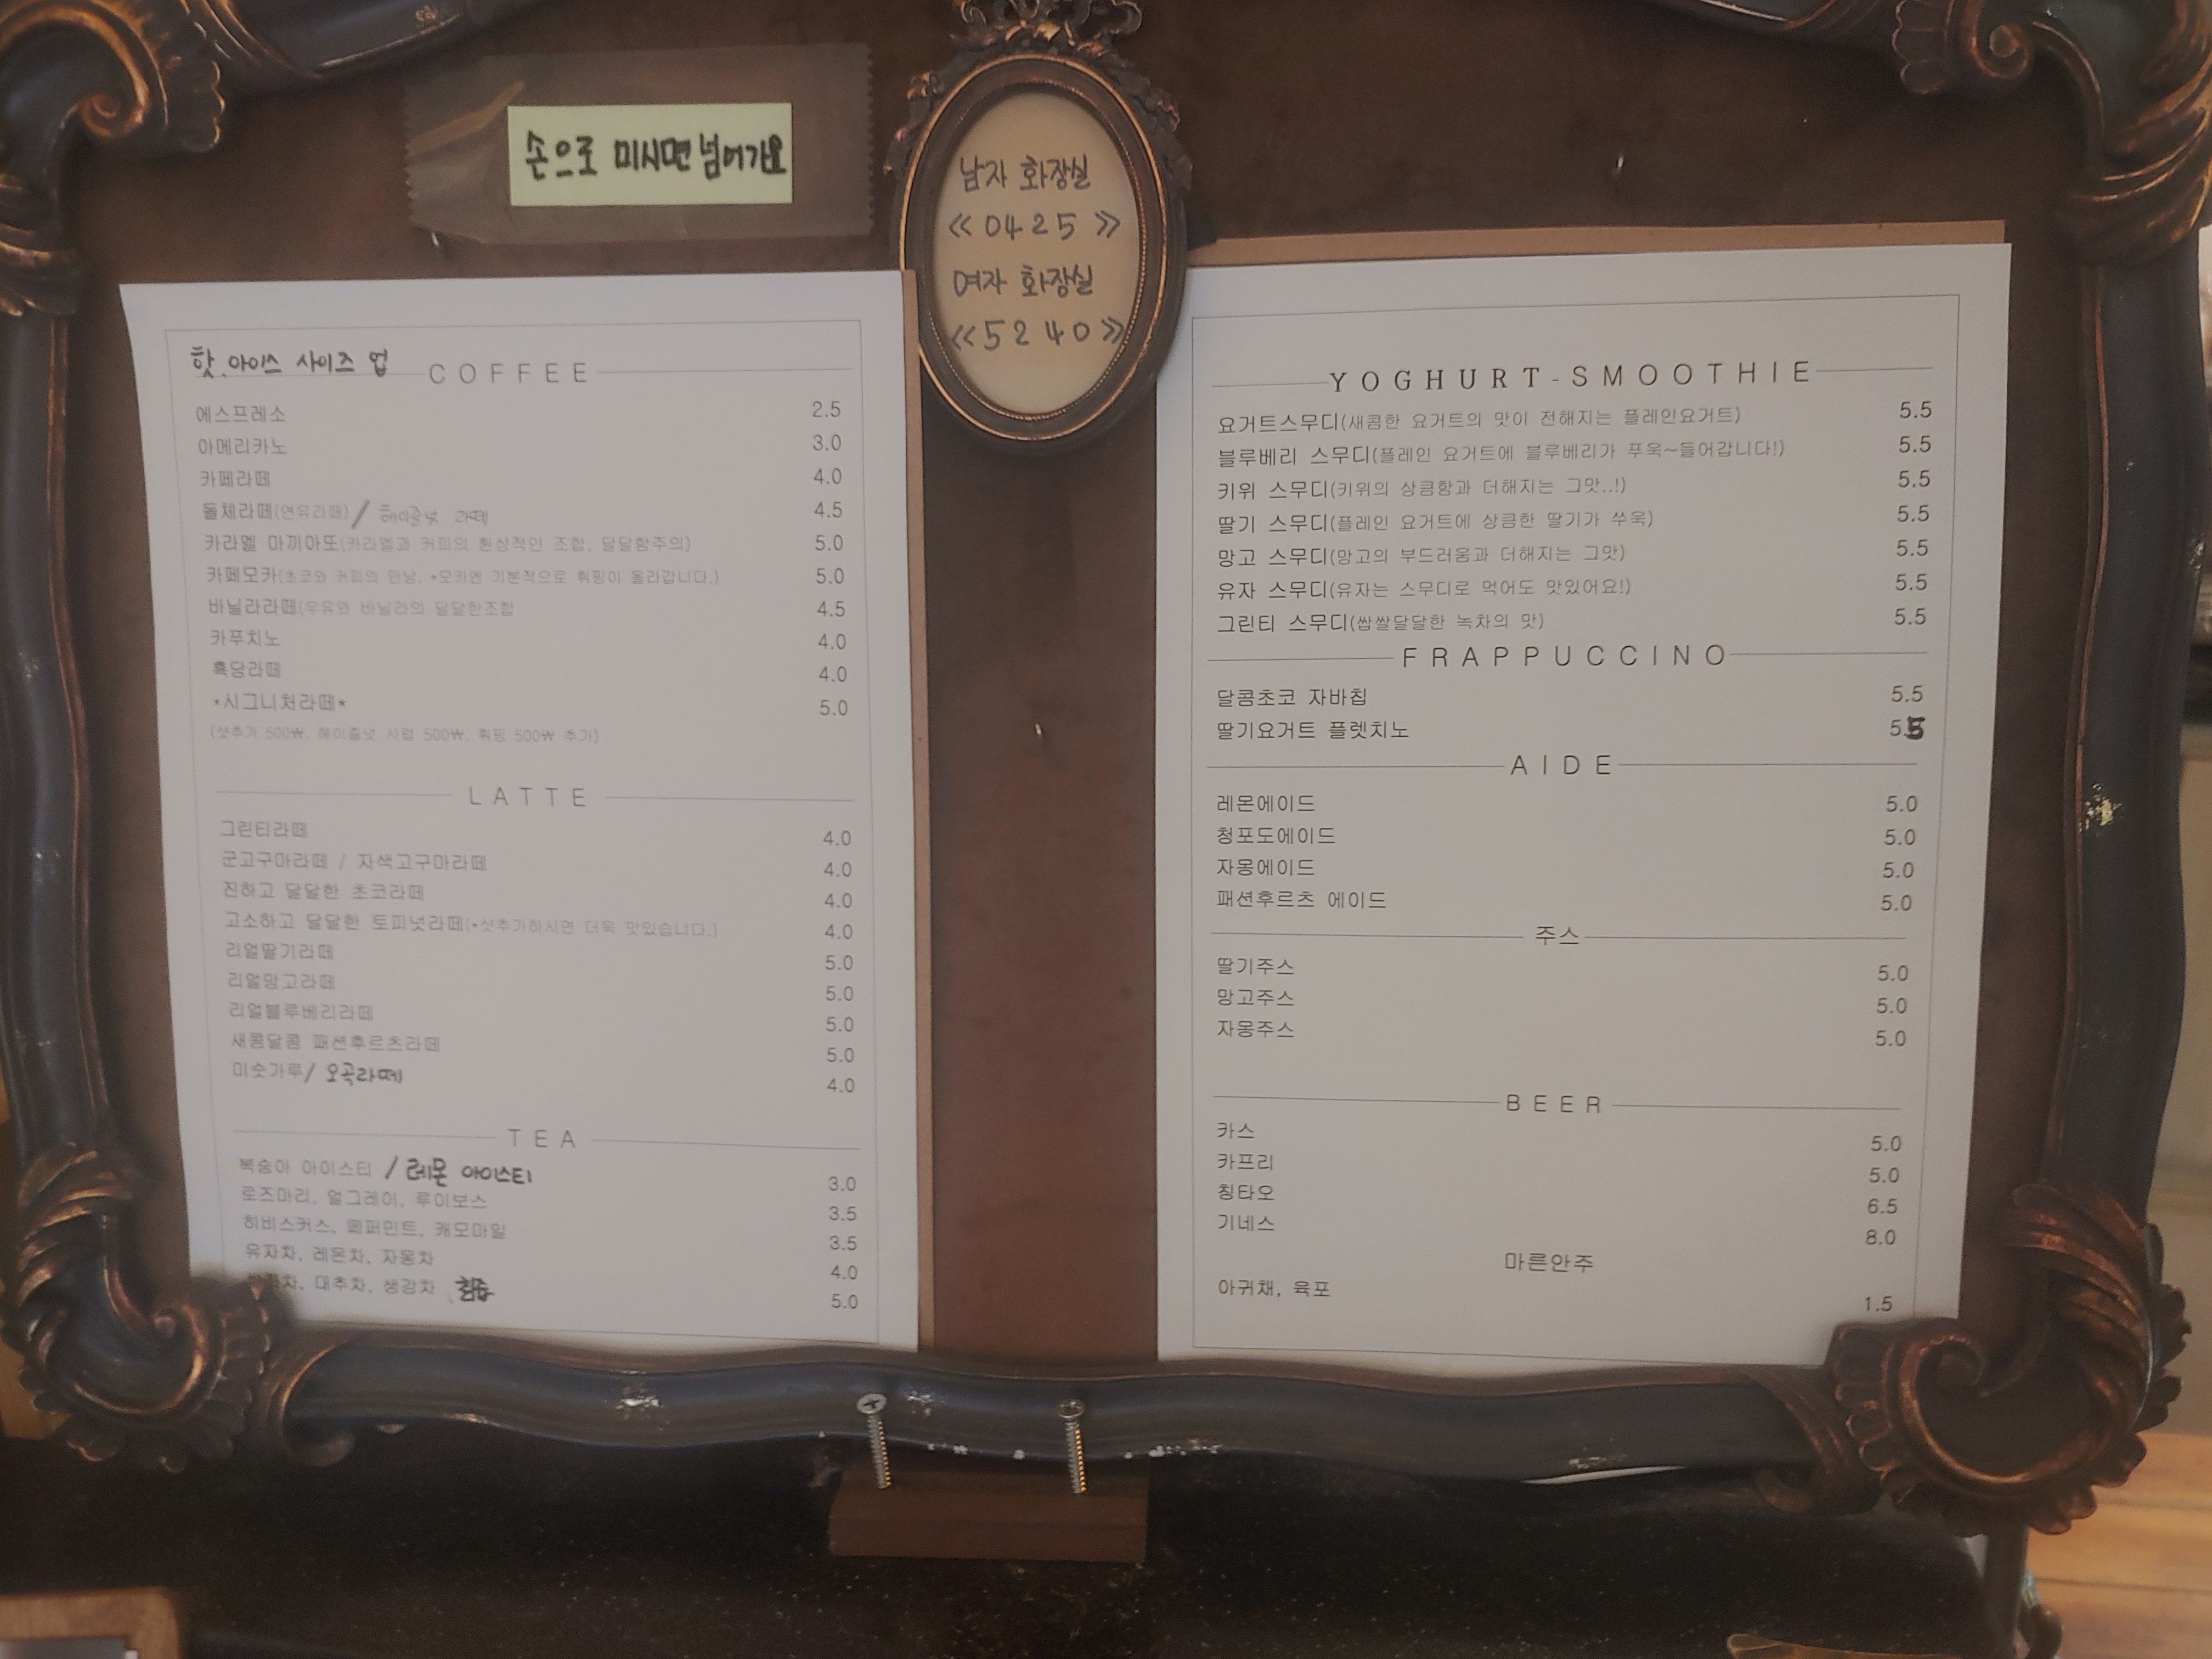 손으로 미시면 넘어가요
남자 화장실
≪ 0425 ≫
여자 화장실
≪5240≫
핫.아이스 사이즈 업
COFFEE
에스프레소 2.5
아메리카노 3.0
카페라떼 4.0
돌체라떼(연유라떼) / 헤이즐넛 라떼 4.5
카라멜 마끼아또(카라멜과 커피의 환상적인 조합, 달달함주의) 5.0
카페모카(초코와 커피의 만남, *모카엔 기본적으로 휘핑이 올라갑니다.) 5.0
바닐라라떼(우유와 바닐라의 달달한조합 4.5
카푸치노 4.0
흑당라떼 4.0
*시그니처라떼* 5.0
(샷추가 500₩, 헤이즐넛 시럽 500₩, 휘핑 500₩ 추가)
LATTE
그린티라떼 4.0
군고구마라떼 / 자색고구마라떼 4.0
진하고 달달한 초코라떼 4.0
고소하고 달달한 토피넛라떼(*샷추가하시면 더욱 맛있습니다.) 4.0
리얼딸기라떼 5.0
리얼망고라떼 5.0
리얼블루베리라떼 5.0
새콤달콤 패션후르츠라떼 5.0
미숫가루/ 오곡라떼 4.0
TEA
복숭아 아이스티 / 레몬 아이스티 3.0
로즈마리, 얼그레이, 루이보스 3.5
히비스커스, 페퍼민트, 캐모마일 3.5
유자차, 레몬차, 자몽차 4.0
대추차, 생강차 5.0
YOGHURT-SMOOTHIE
요거트스무디(새콤한 요거트의 맛이 전해지는 플레인요거트) 5.5
블루베리 스무디(플레인 요거트에 블루베리가 푸욱~들어갑니다!) 5.5
키위 스무디(키위의 상큼함과 더해지는 그맛..!) 5.5
딸기 스무디(플레인 요거트에 상큼한 딸기가 쑤욱) 5.5
망고 스무디(망고의 부드러움과 더해지는 그맛) 5.5
유자 스무디(유자는 스무디로 먹어도 맛있어요!) 5.5
그린티 스무디(쌉쌀달달한 녹차의 맛) 5.5
FRAPPUCCINO
달콤초코 자바칩 5.5
딸기요거트 플렛치노 5.5
AIDE
레몬에이드 5.0
청포도에이드 5.0
자몽에이드 5.0
패션후르츠 에이드 5.0
주스
딸기주스 5.0
망고주스 5.0
자몽주스 5.0
BEER
카스 5.0
카프리 5.0
칭타오 6.5
기네스 8.0
마른안주
아귀채, 육포 1.5